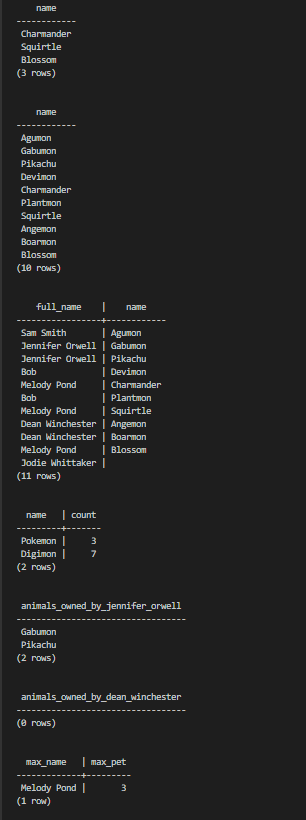 name
------------
Charmander
Squirtle
Blossom
(3 rows)
name
------------
Agumon
Gabumon
Pikachu
Devimon
Charmander
Plantmon
Squirtle
Angemon
Boarmon
Blossom
(10 rows)
full_name | name
-----------------+------------
Sam Smith | Agumon
Jennifer Orwell | Gabumon
Jennifer Orwell | Pikachu
Bob | Devimon
Melody Pond | Charmander
Bob | Plantmon
Melody Pond | Squirtle
Dean Winchester | Angemon
Dean Winchester | Boarmon
Melody Pond | Blossom
Jodie Whittaker |
(11 rows)
name | count
---------+-------
Pokemon | 3
Digimon | 7
(2 rows)
animals_owned_by_jennifer_orwell
----------------------------------
Gabumon
Pikachu
(2 rows)
animals_owned_by_dean_winchester
----------------------------------
(0 rows)
max_name | max_pet
-------------+---------
Melody Pond | 3
(1 row)